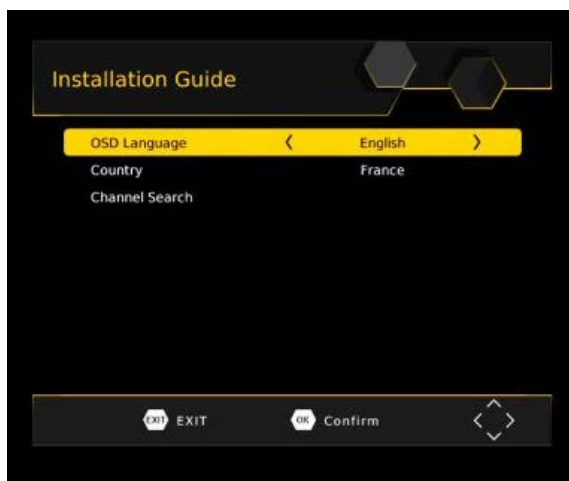 Installation Guide
OSD Language < English >
Country France
Channel Search
EXIT EXIT OK Confirm